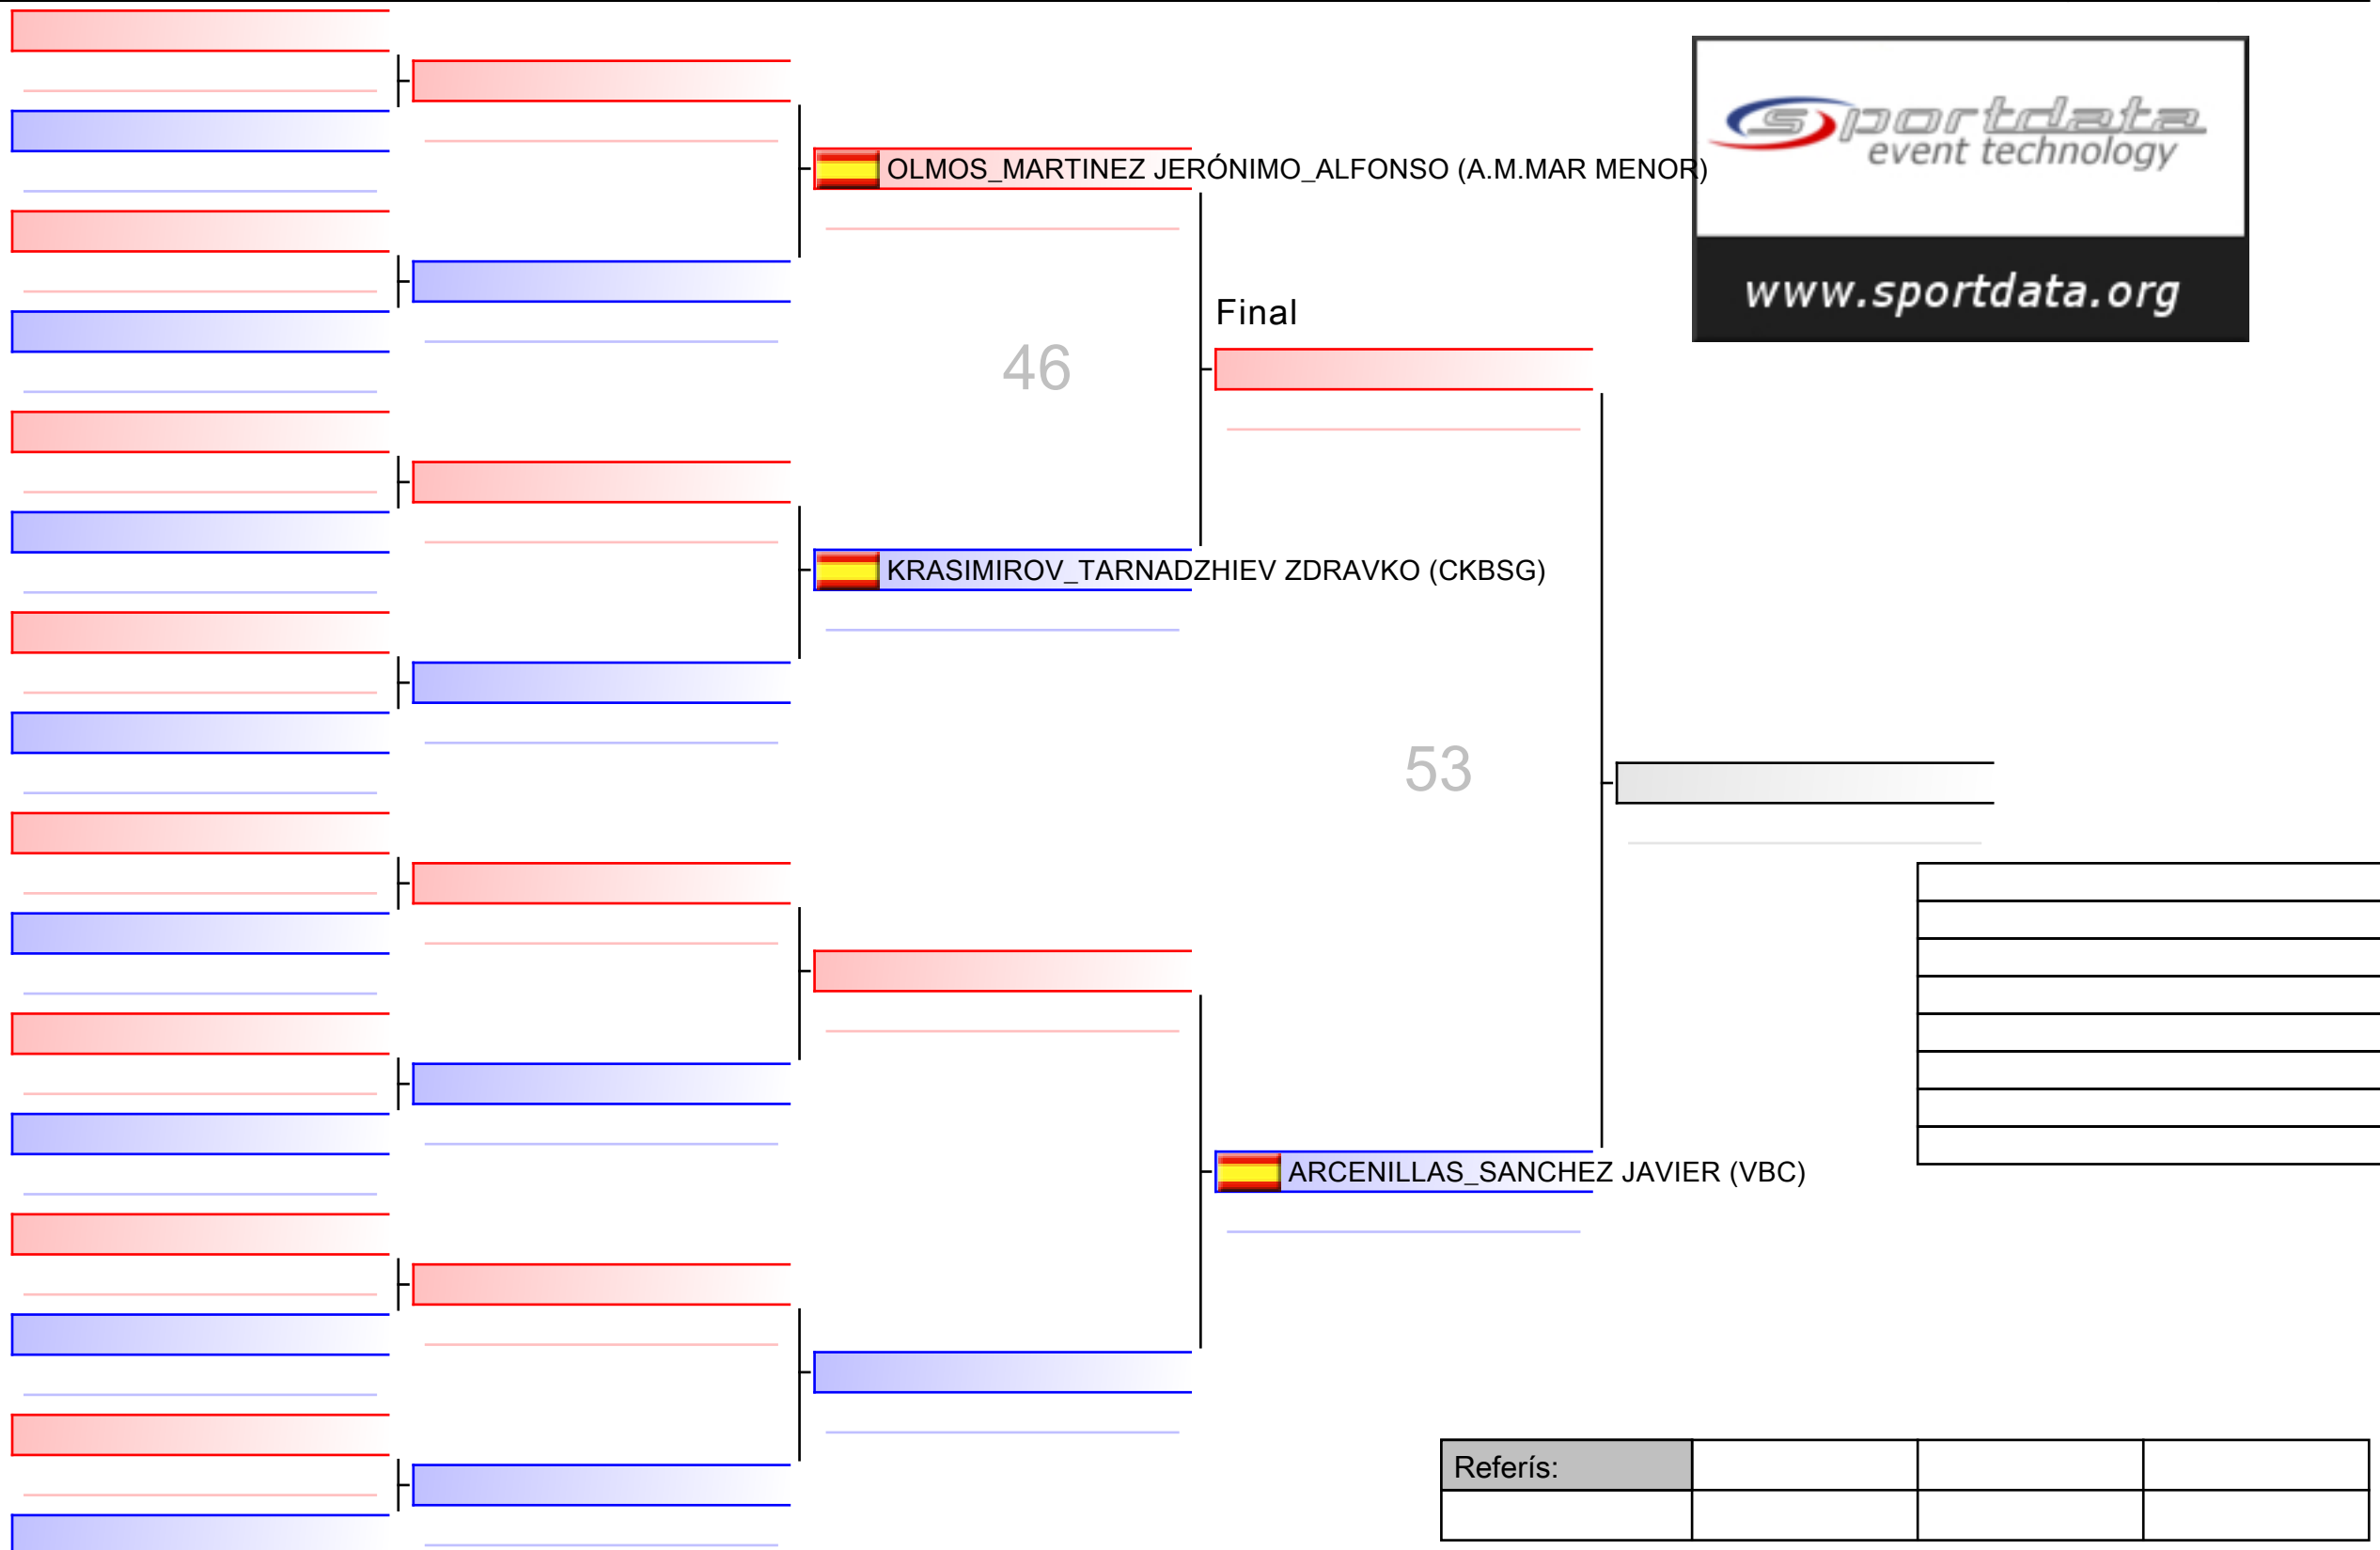 sportdata
event technology
www.sportdata.org
OLMOS_MARTINEZ JERÓNIMO_ALFONSO (A.M.MAR MENOR)
Final
46
KRASIMIROV_TARNADZHIEV ZDRAVKO (CKBSG)
53
ARCENILLAS_SANCHEZ JAVIER (VBC)
Referís: